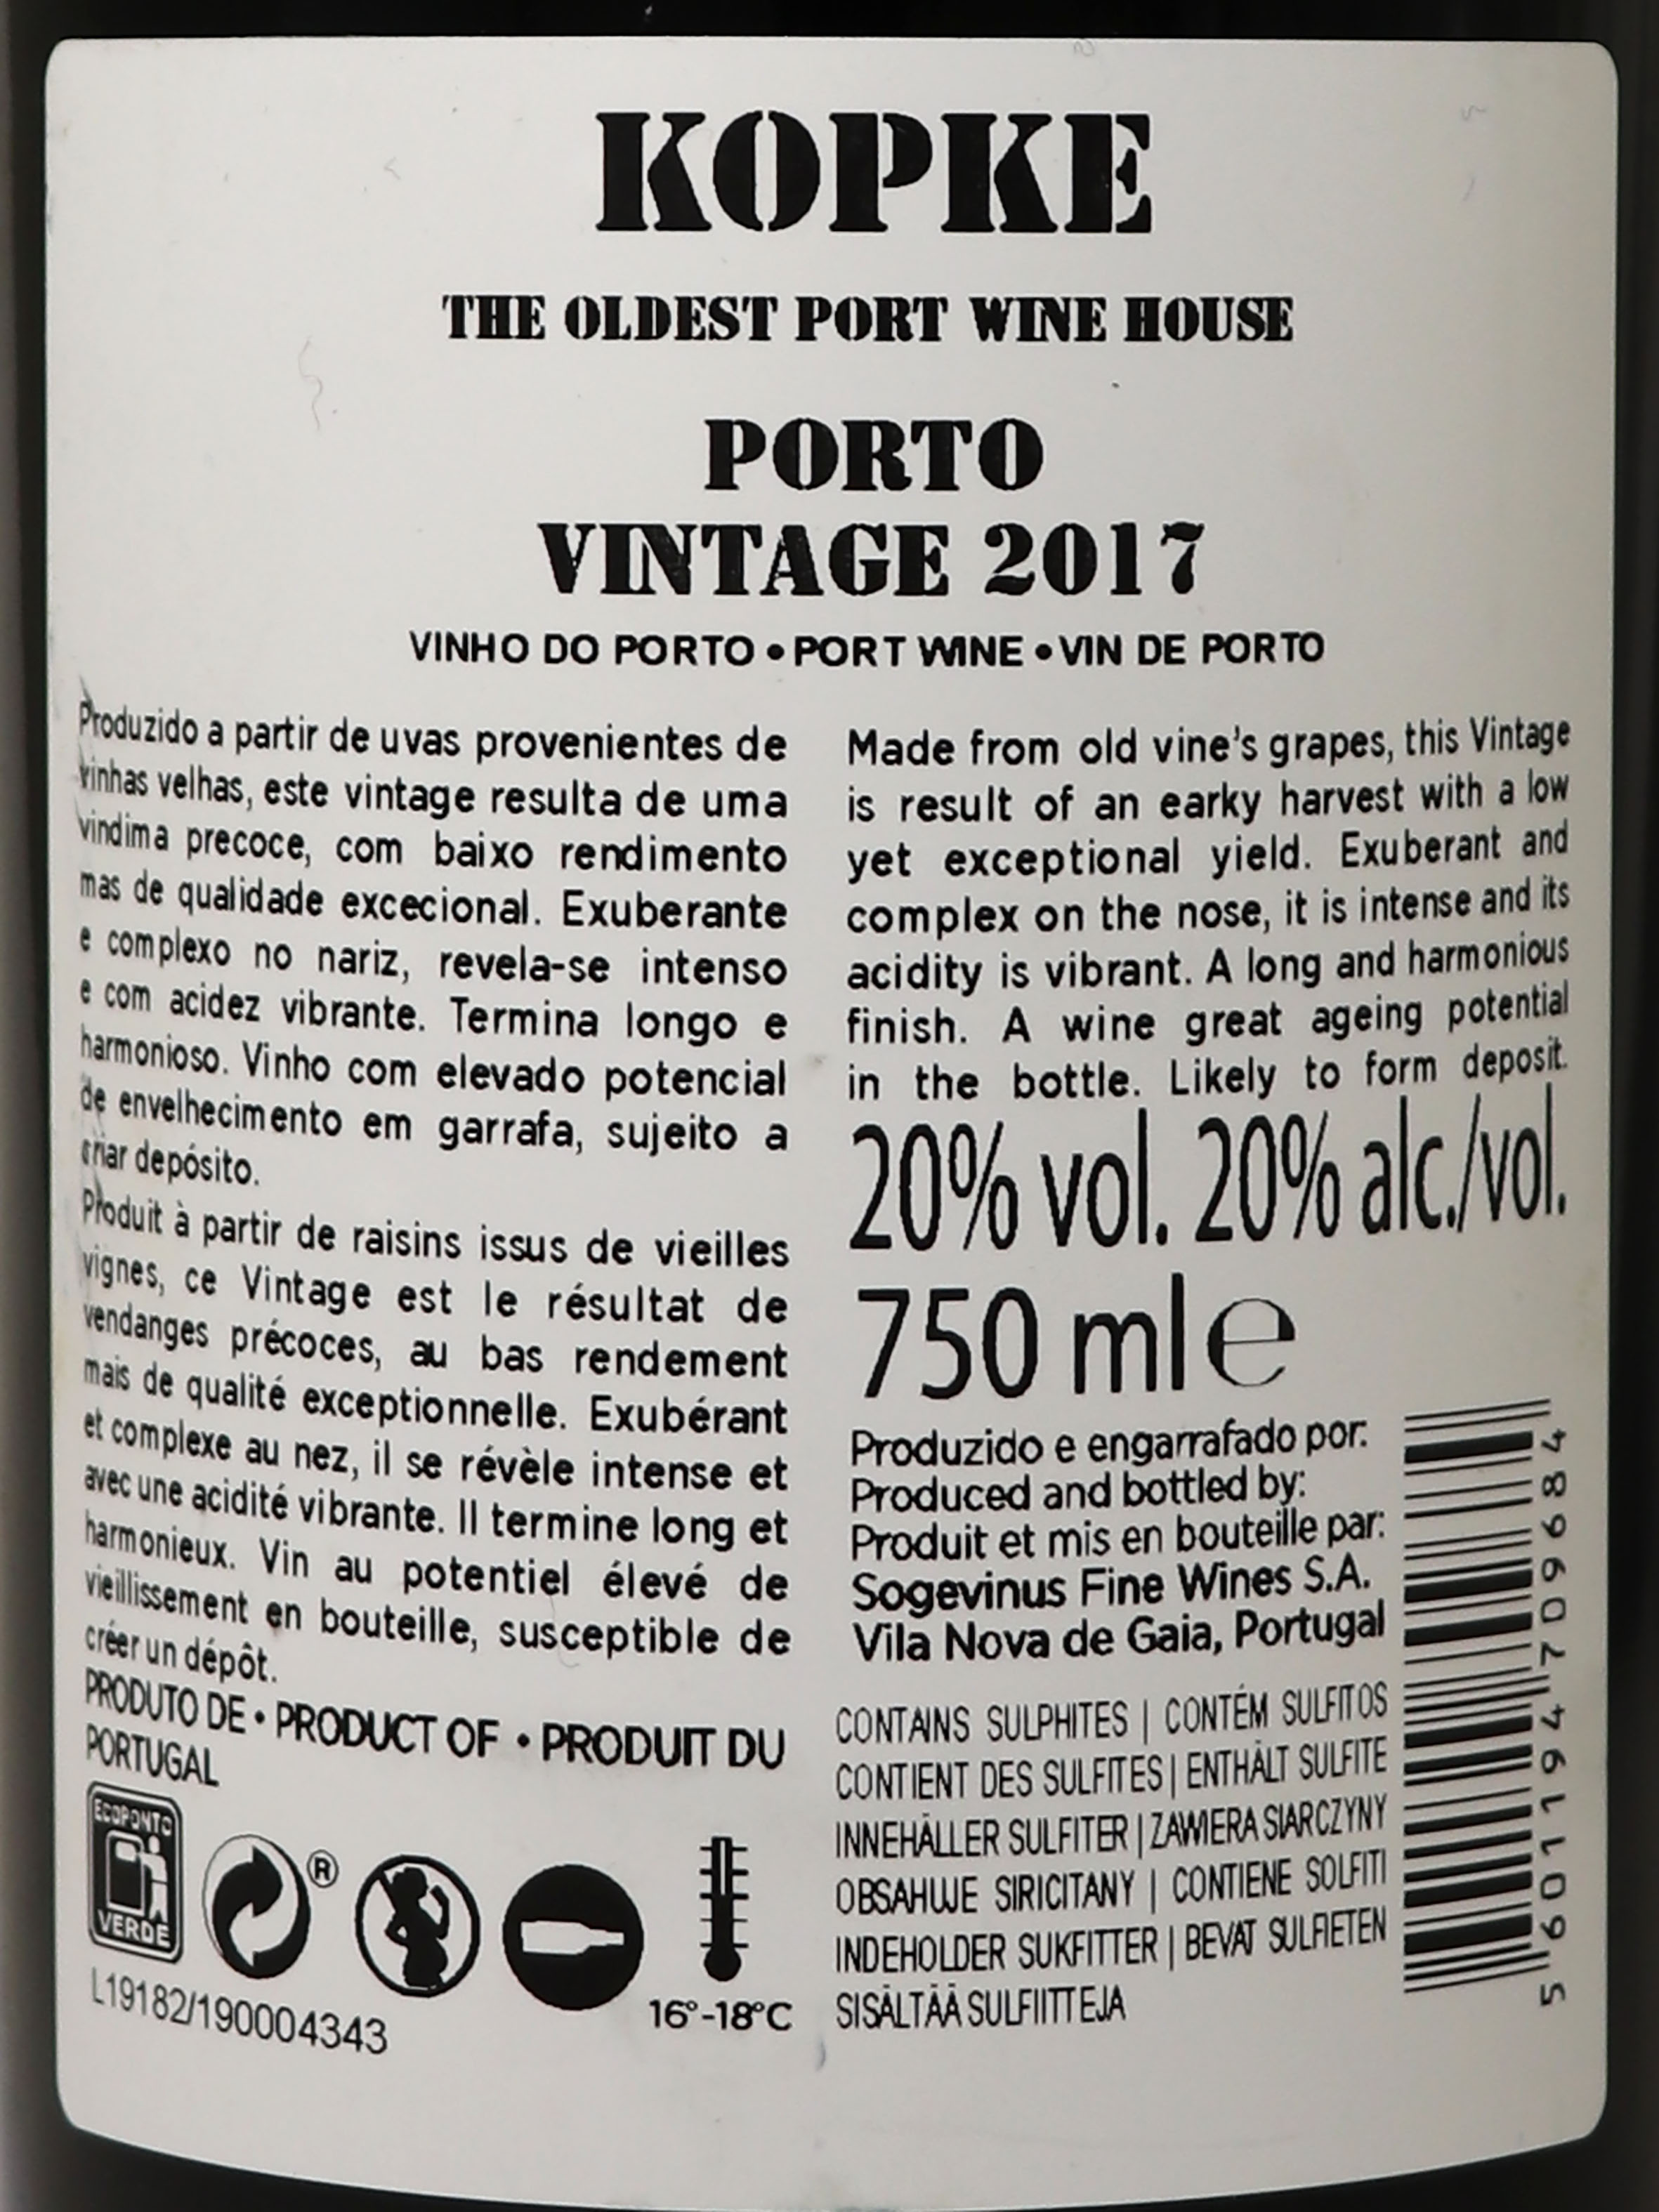 KOPKE
THE OLDEST PORT WINE HOUSE
PORTO
VINTAGE 2017
VINHO DO PORTO • PORT WINE • VIN DE PORTO
Produzido a partir de uvas provenientes de
vinhas velhas, este vintage resulta de uma
vindima precoce, com baixo rendimento
mas de qualidade excecional. Exuberante
e complexo no nariz, revela-se intenso
e com acidez vibrante. Termina longo e
harmonioso. Vinho com elevado potencial
de envelhecimento em garrafa, sujeito a
criar depósito.
Produit à partir de raisins issus de vieilles
vignes, ce Vintage est le résultat de
vendanges précoces, au bas rendement
mais de qualité exceptionnelle. Exubérant
et complexe au nez, il se révèle intense et
avec une acidité vibrante. Il termine long et
harmonieux. Vin au potentiel élevé de
vieillissement en bouteille, susceptible de
créer un dépôt.
PRODUTO DE • PRODUCT OF • PRODUIT DU
PORTUGAL
ECOPONTO
VERDE
®
16°-18°C
L19182/190004343
Made from old vine's grapes, this Vintage
is result of an earky harvest with a low
yet exceptional yield. Exuberant and
complex on the nose, it is intense and its
acidity is vibrant. A long and harmonious
finish. A wine great ageing potential
in the bottle. Likely to form deposit.
20% vol. 20% alc./vol.
750 ml e
Produzido e engarrafado por:
Produced and bottled by:
Produit et mis en bouteille par:
Sogevinus Fine Wines S.A.
Vila Nova de Gaia, Portugal
CONTAINS SULPHITES | CONTÉM SULFITOS
CONTIENT DES SULFITES | ENTHÄLT SULFITE
INNEHÅLLER SULFITER | ZAWIERA SIARCZYNY
OBSAHUJE SIRICITANY | CONTIENE SOLFITI
INDEHOLDER SUKFITTER | BEVAT SULFIETEN
SISÄLTÄÄ SULFIITTEJA
5601194709684